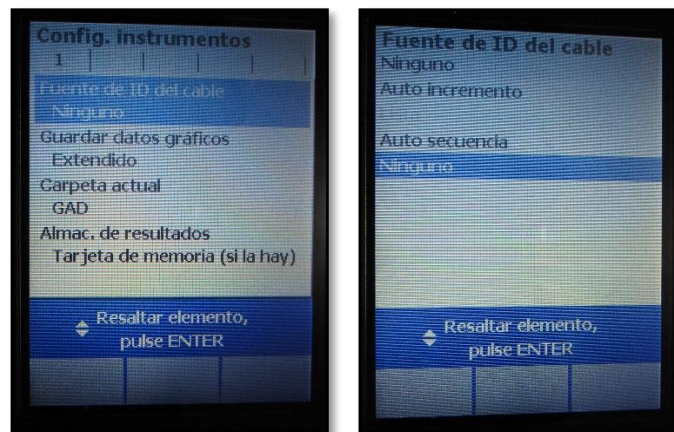 Config. instrumentos
1
Fuente de ID del cable
Ninguno
Guardar datos gráficos
Extendido
Carpeta actual
GAD
Almac. de resultados
Tarjeta de memoria (si la hay)
Resaltar elemento,
pulse ENTER
Fuente de ID del cable
Ninguno
Auto incremento
Auto secuencia
Ninguno
Resaltar elemento,
pulse ENTER